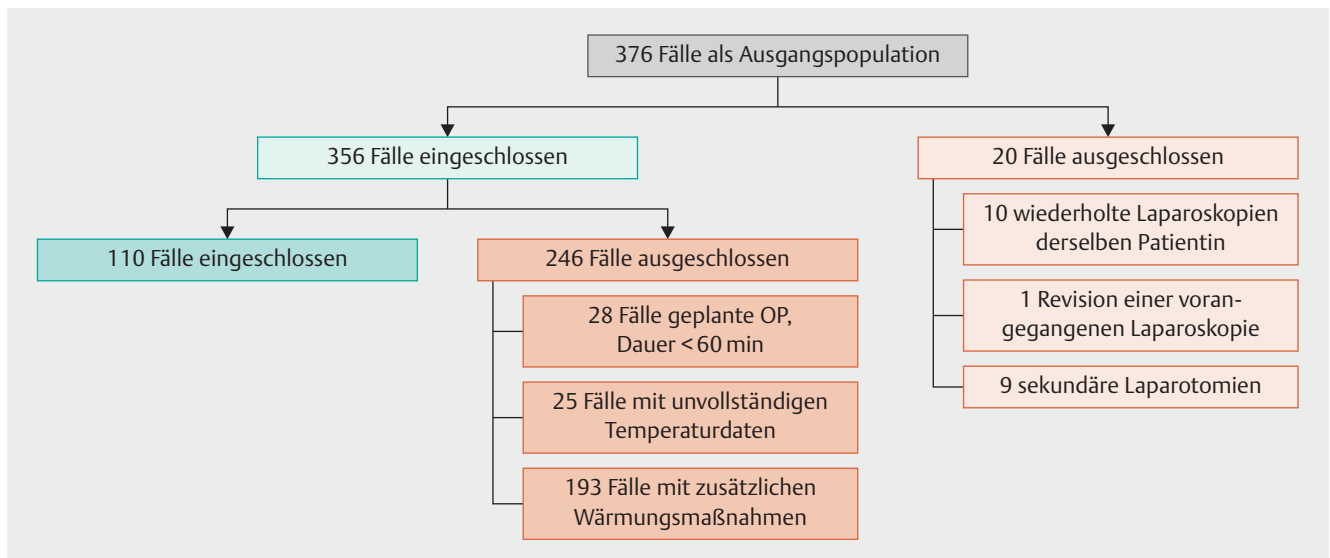 376 Fälle als Ausgangspopulation
356 Fälle eingeschlossen
20 Fälle ausgeschlossen
10 wiederholte Laparoskopien
derselben Patientin
1 Revision einer voran-
gegangenen Laparoskopie
9 sekundäre Laparotomien
110 Fälle eingeschlossen
246 Fälle ausgeschlossen
28 Fälle geplante OP,
Dauer < 60 min
25 Fälle mit unvollständigen
Temperaturdaten
193 Fälle mit zusätzlichen
Wärmungsmaßnahmen